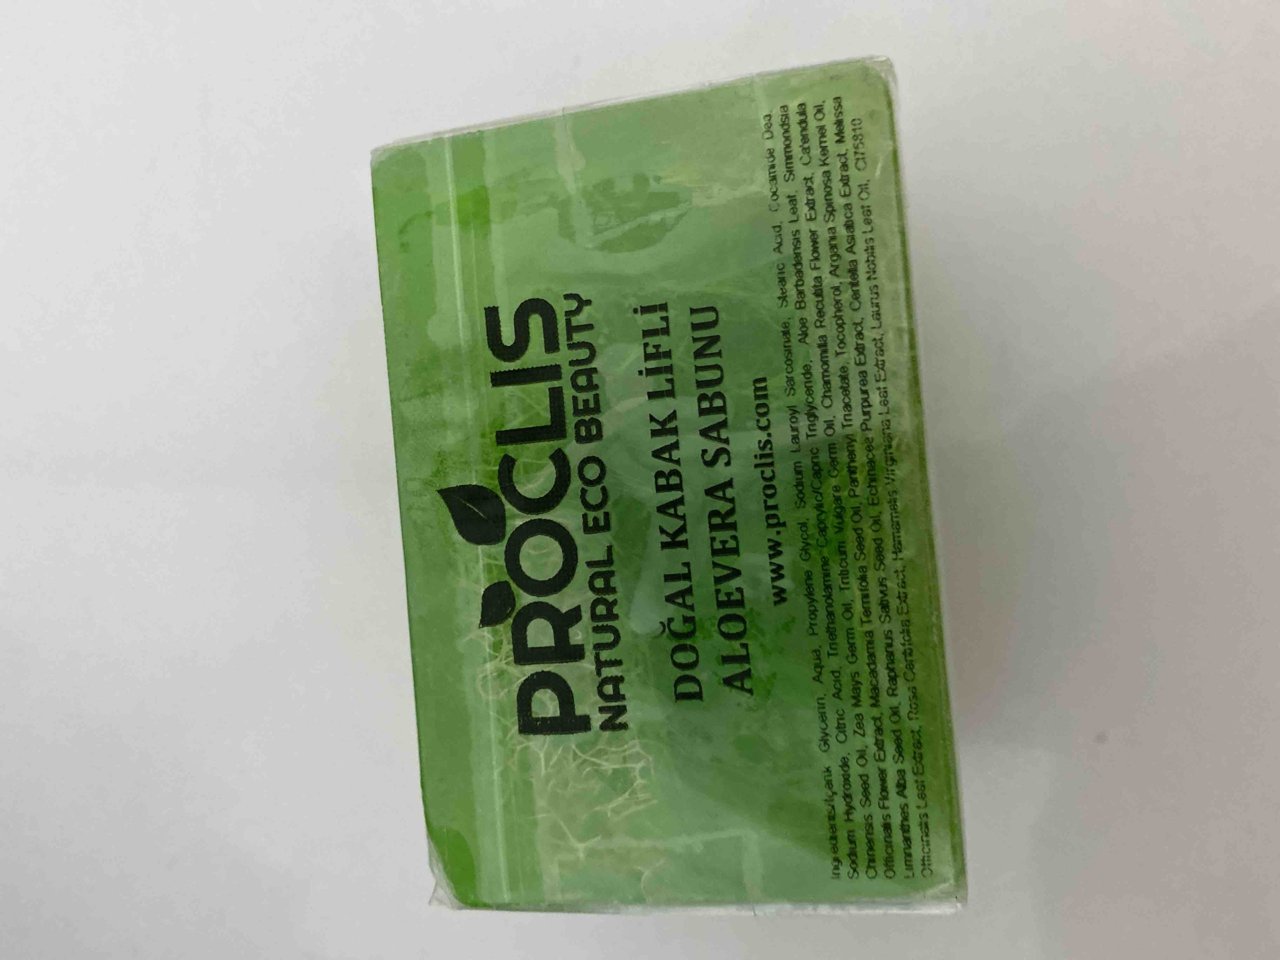 PROCLIS
NATURAL ECO BEAUTY
DOĞAL KABAK LİFLİ
ALOEVERA SABUNU
www.proclis.com
Ingredients/İçerik Glycerin, Aqua, Propylene Glycol, Sodium Lauroyl Sarcosinate, Stearic Acid, Cocamide Dea,
Sodium Hydroxide, Citric Acid, Triethanolamine Caprylic/Capric Triglyceride, Aloe Barbadensis Leaf, Simmondsia
Chinensis Seed Oil, Zea Mays Germ Oil, Triticum Vulgare Germ Oil, Chamomilla Recutita Flower Extract, Calendula
Officinalis Flower Extract, Macadamia Ternifolia Seed Oil, Panthenyl Triacetate, Tocopherol, Argania Spinosa Kernel Oil,
Limnanthes Alba Seed Oil, Raphanus Sativus Seed Oil, Echinacee Purpurea Extract, Centella Asiatica Extract, Melissa
Officinalis Leaf Extract, Rosa Centifolia Extract, Hamamelis Virginiana Leaf Extract, Laurus Nobilis Leaf Oil, CI75810